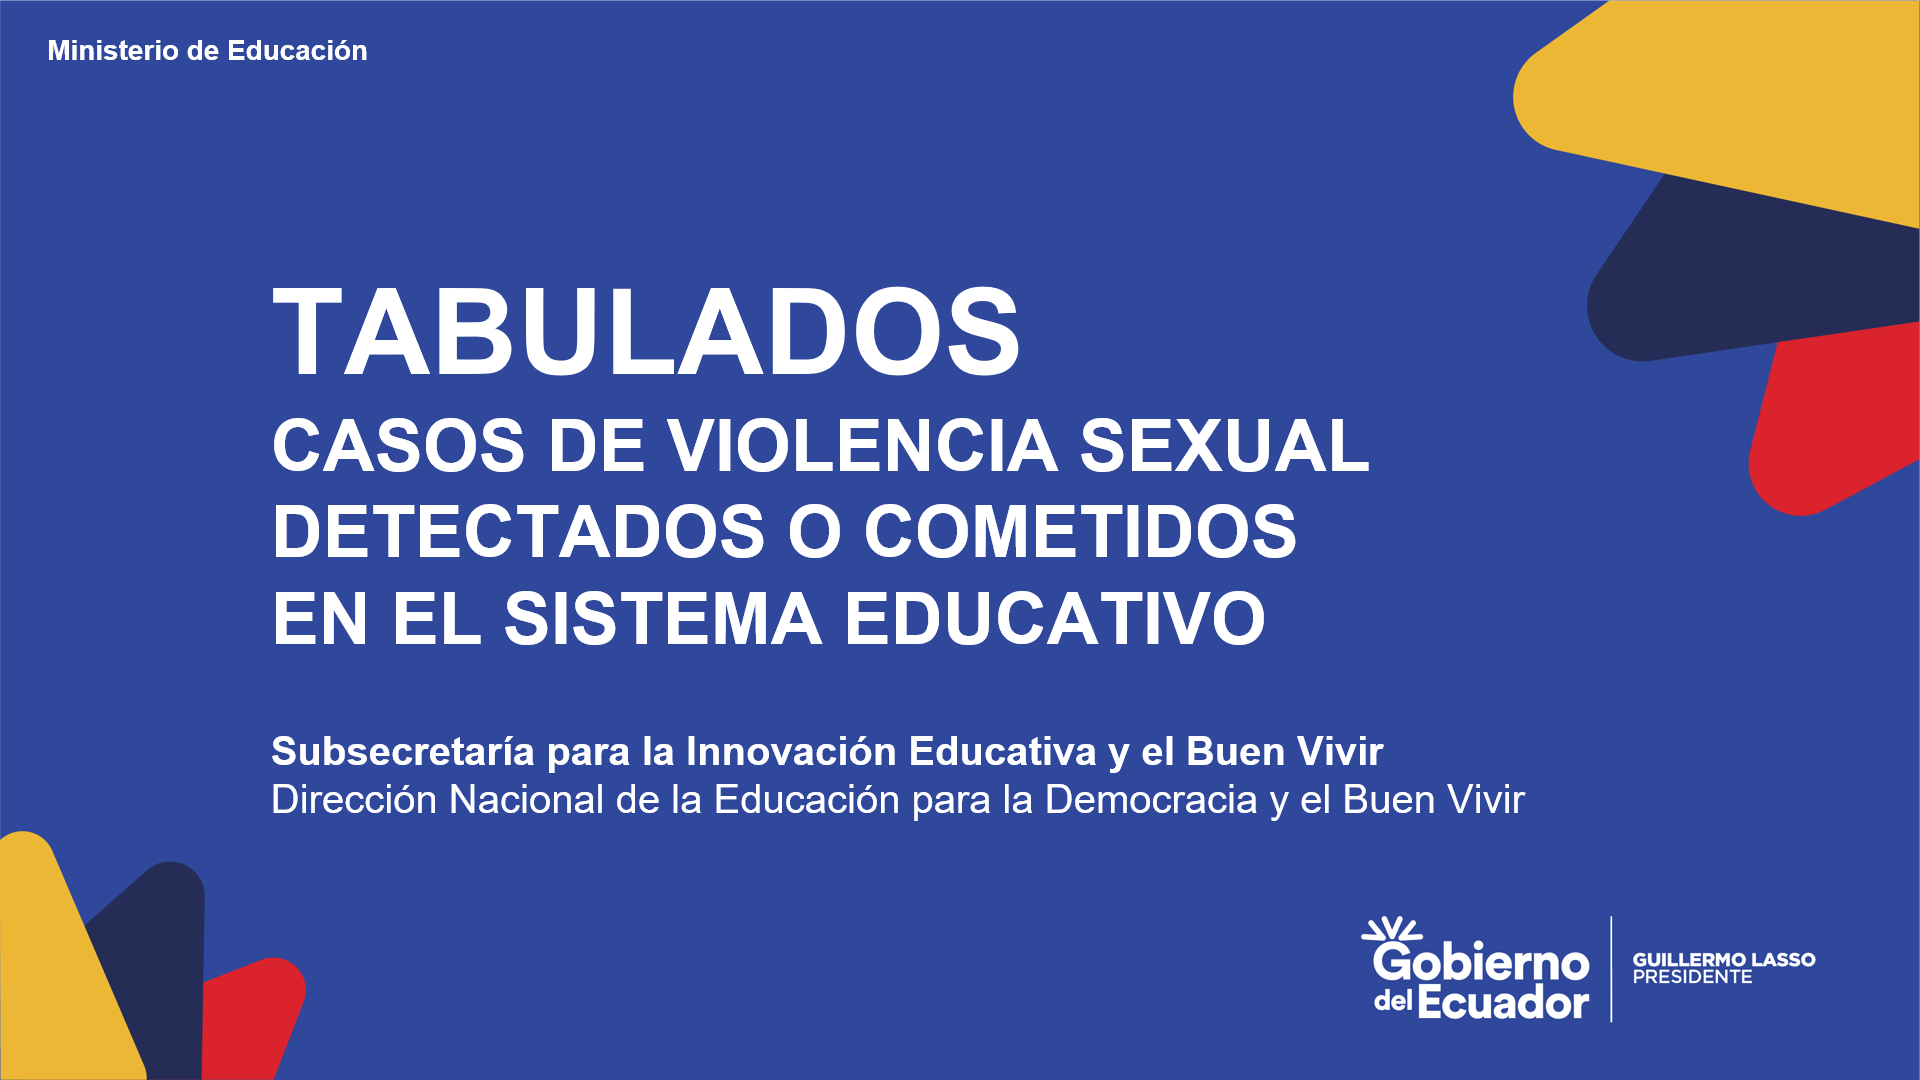 Ministerio de Educación
TABULADOS
CASOS DE VIOLENCIA SEXUAL
DETECTADOS O COMETIDOS
EN EL SISTEMA EDUCATIVO
Subsecretaría para la Innovación Educativa y el Buen Vivir
Dirección Nacional de la Educación para la Democracia y el Buen Vivir
Gobierno
del Ecuador
GUILLERMO LASSO
PRESIDENTE